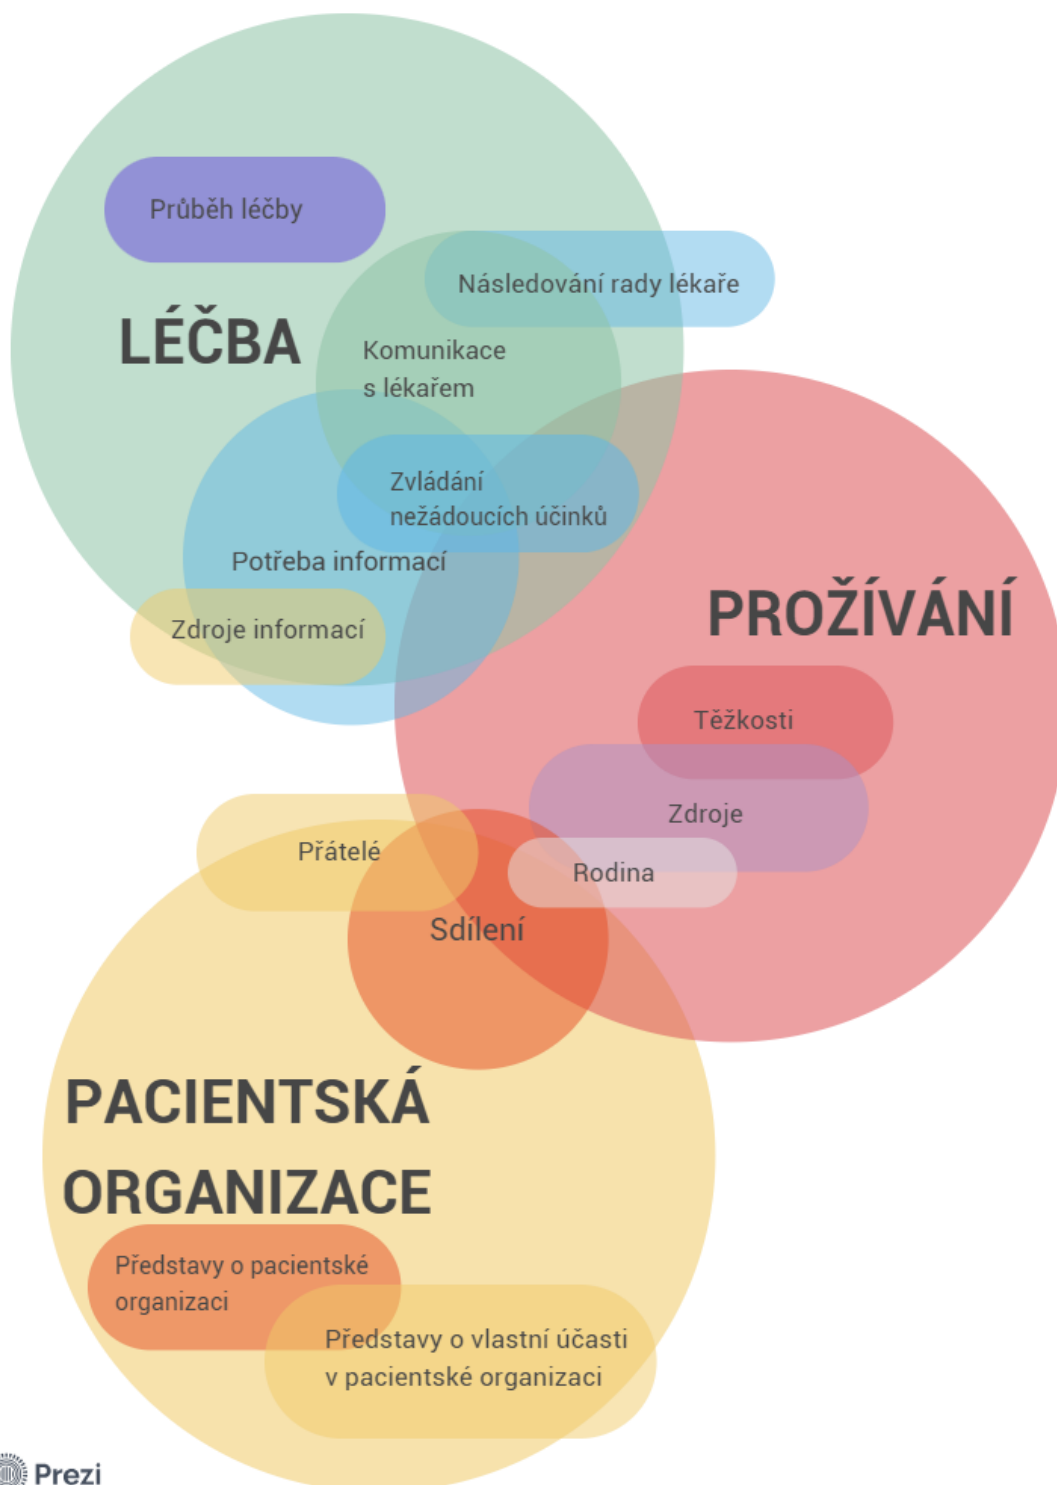 Průběh léčby
Následování rady lékaře
LÉČBA
Komunikace
s lékařem
Zvládání
nežádoucích účinků
Potřeba informací
Zdroje informací
PROŽÍVÁNÍ
Těžkosti
Zdroje
Přátelé
Rodina
Sdílení
PACIENTSKÁ
ORGANIZACE
Představy o pacientské
organizaci
Představy o vlastní účasti
v pacientské organizaci
Prezi